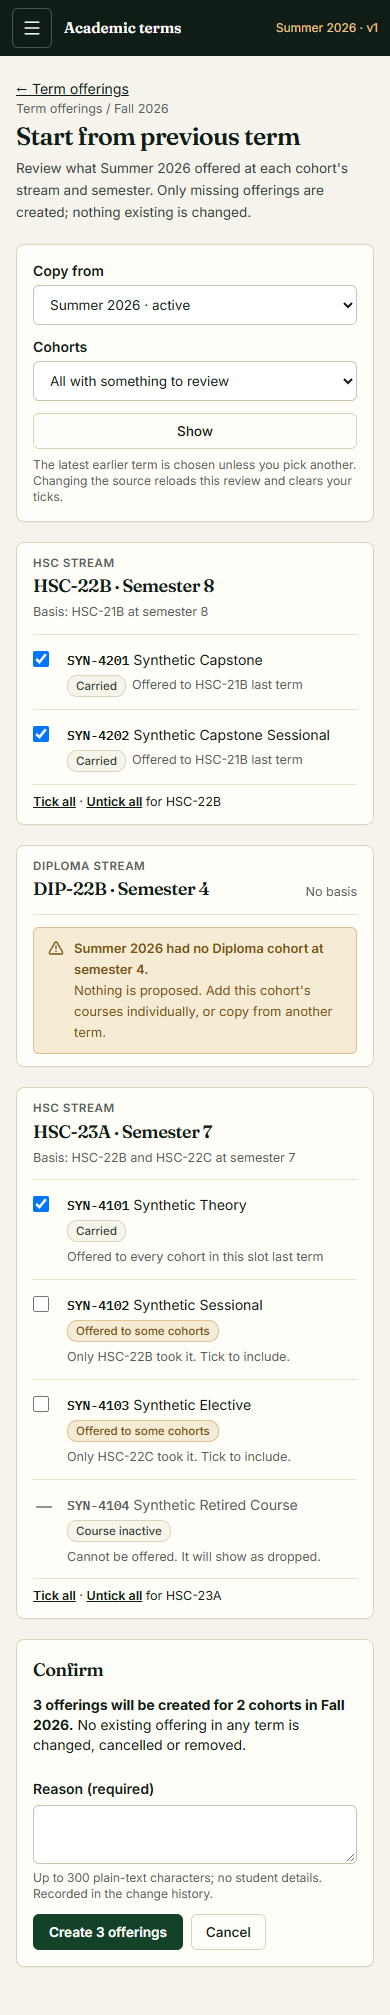 Academic terms
Summer 2026 · v1
← Term offerings
Term offerings / Fall 2026
Start from previous term
Review what Summer 2026 offered at each cohort's
stream and semester. Only missing offerings are
created; nothing existing is changed.
Copy from
Summer 2026 · active
Cohorts
All with something to review
Show
The latest earlier term is chosen unless you pick another.
Changing the source reloads this review and clears your
ticks.
HSC STREAM
HSC-22B · Semester 8
Basis: HSC-21B at semester 8
SYN-4201 Synthetic Capstone
Carried Offered to HSC-21B last term
SYN-4202 Synthetic Capstone Sessional
Carried Offered to HSC-21B last term
Tick all · Untick all for HSC-22B
DIPLOMA STREAM
DIP-22B · Semester 4
No basis
Summer 2026 had no Diploma cohort at
semester 4.
Nothing is proposed. Add this cohort's
courses individually, or copy from another
term.
HSC STREAM
HSC-23A · Semester 7
Basis: HSC-22B and HSC-22C at semester 7
SYN-4101 Synthetic Theory
Carried
Offered to every cohort in this slot last term
SYN-4102 Synthetic Sessional
Offered to some cohorts
Only HSC-22B took it. Tick to include.
SYN-4103 Synthetic Elective
Offered to some cohorts
Only HSC-22C took it. Tick to include.
— SYN-4104 Synthetic Retired Course
Course inactive
Cannot be offered. It will show as dropped.
Tick all · Untick all for HSC-23A
Confirm
3 offerings will be created for 2 cohorts in Fall
2026. No existing offering in any term is
changed, cancelled or removed.
Reason (required)
Up to 300 plain-text characters; no student details.
Recorded in the change history.
Create 3 offerings
Cancel